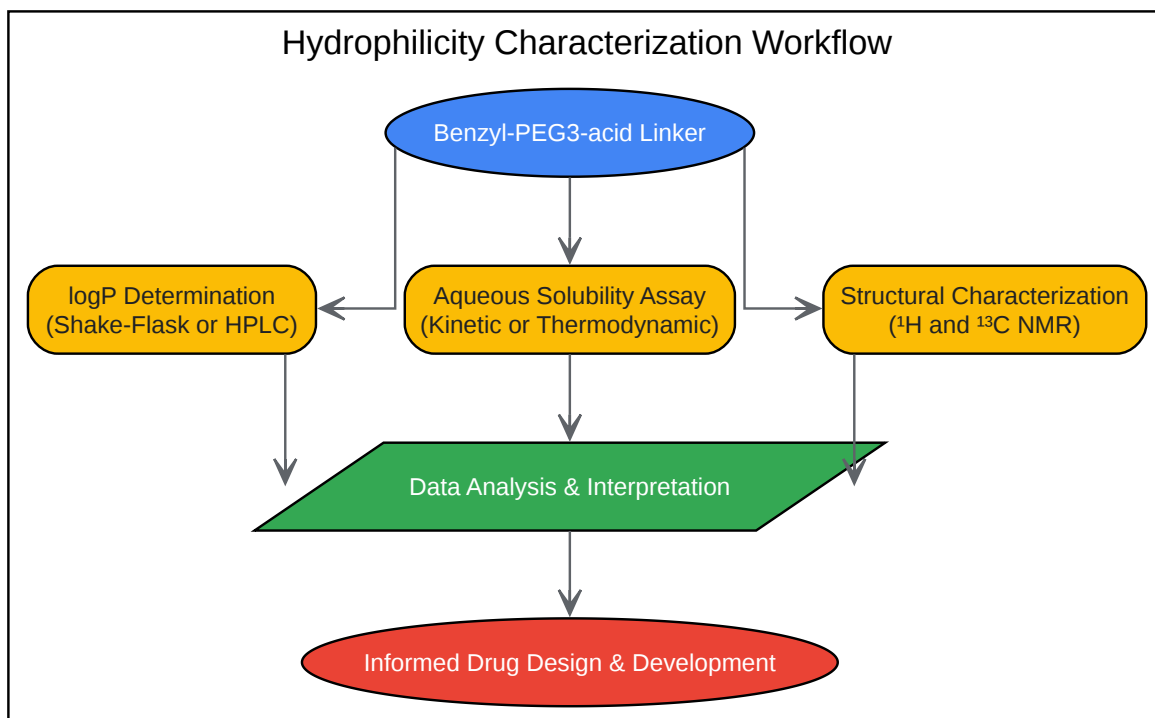 Hydrophilicity Characterization Workflow
Benzyl-PEG3-acid Linker
logP Determination
(Shake-Flask or HPLC)
Aqueous Solubility Assay
(Kinetic or Thermodynamic)
Structural Characterization
(¹H and ¹³C NMR)
Data Analysis & Interpretation
Informed Drug Design & Development